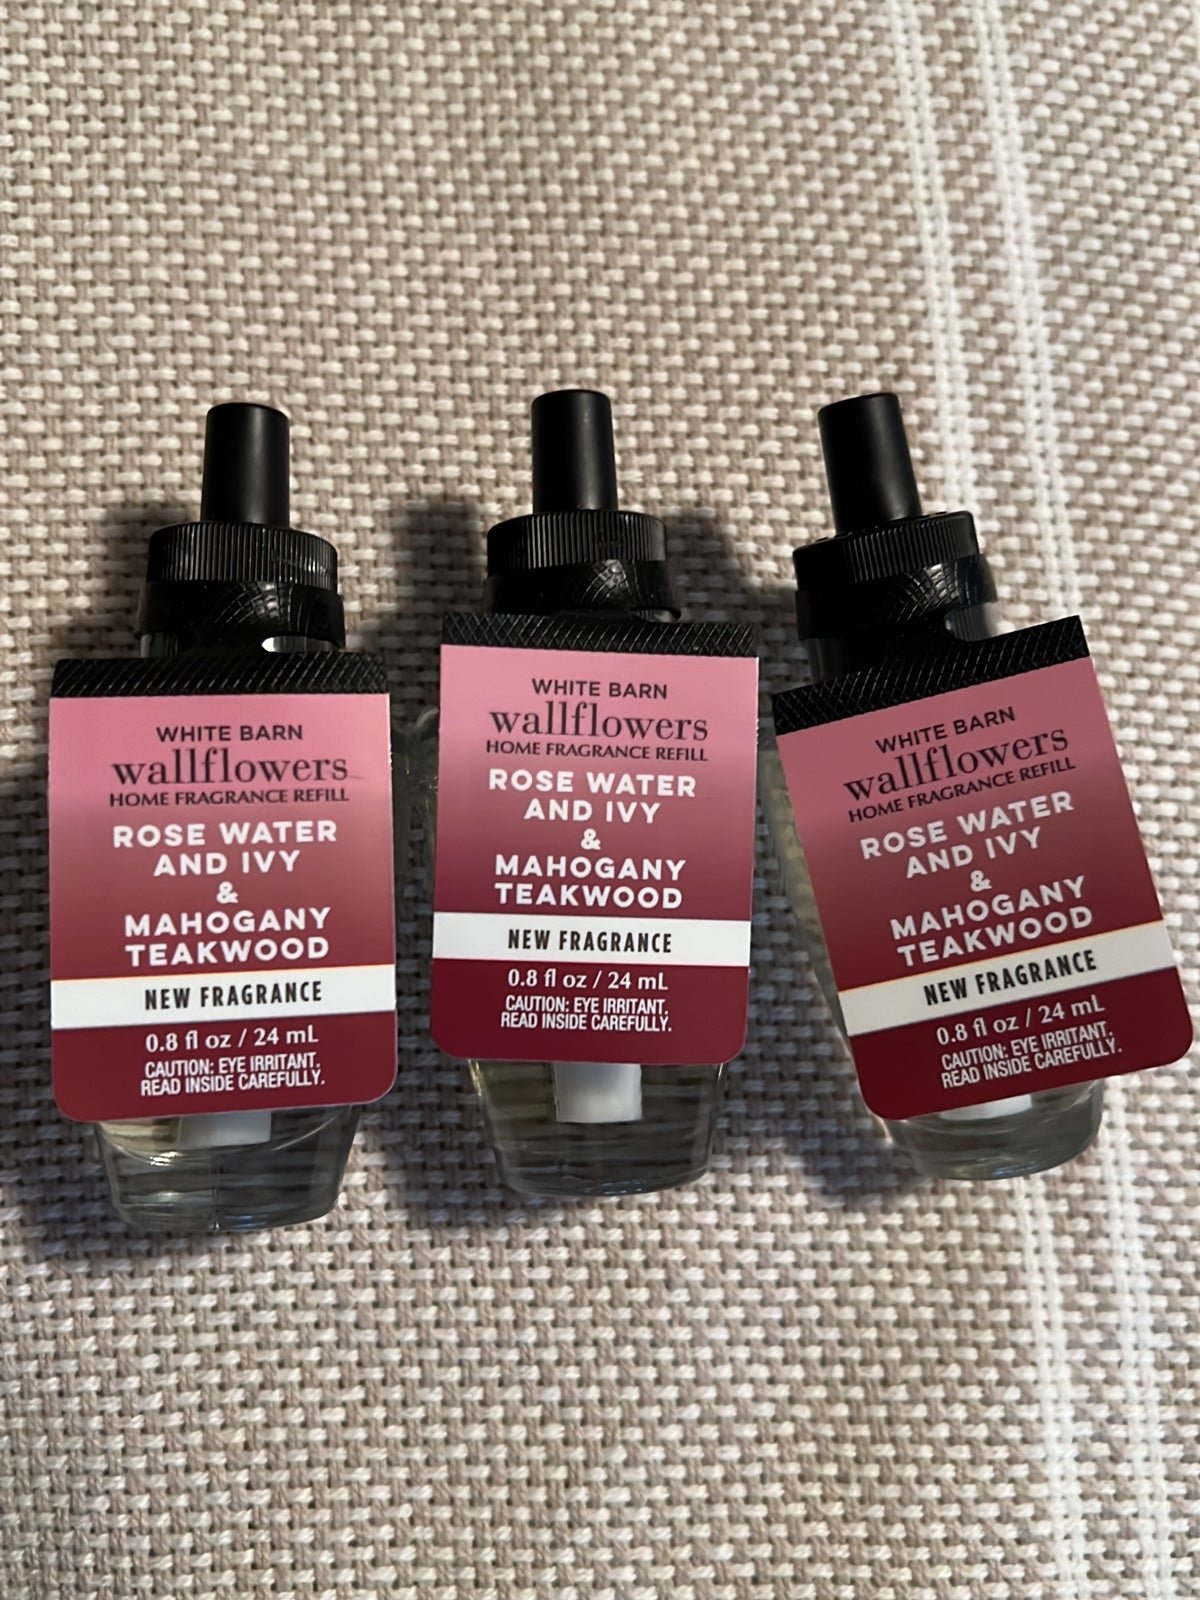 WHITE BARN
wallflowers
HOME FRAGRANCE REFILL
ROSE WATER
AND IVY
&
MAHOGANY
TEAKWOOD
NEW FRAGRANCE
0.8 fl oz / 24 mL
CAUTION: EYE IRRITANT.
READ INSIDE CAREFULLY.
WHITE BARN
wallflowers
HOME FRAGRANCE REFILL
ROSE WATER
AND IVY
&
MAHOGANY
TEAKWOOD
NEW FRAGRANCE
0.8 fl oz / 24 mL
CAUTION: EYE IRRITANT.
READ INSIDE CAREFULLY.
WHITE BARN
wallflowers
HOME FRAGRANCE REFILL
ROSE WATER
AND IVY
&
MAHOGANY
TEAKWOOD
NEW FRAGRANCE
0.8 fl oz / 24 mL
CAUTION: EYE IRRITANT.
READ INSIDE CAREFULLY.